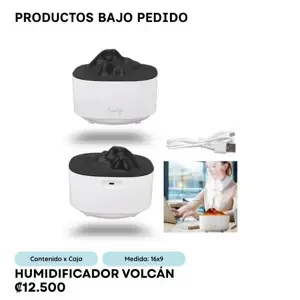 PRODUCTOS BAJO PEDIDO
Contenido x Caja
Medida: 16x9
HUMIDIFICADOR VOLCÁN
₡12.500